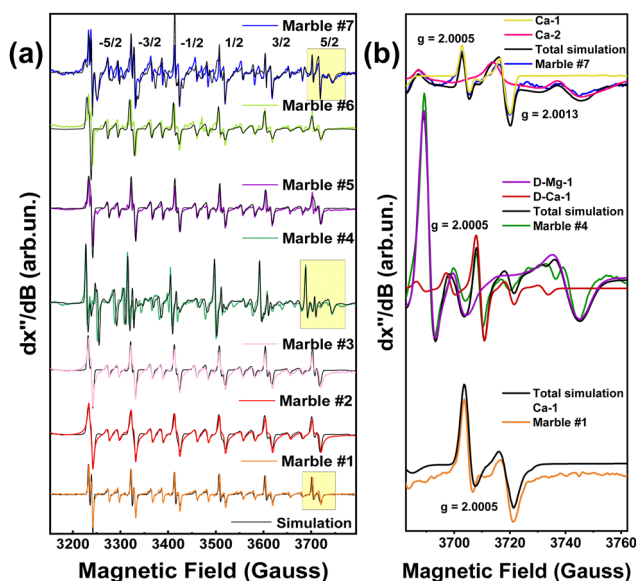 (a)
-5/2 -3/2 -1/2 1/2 3/2 5/2
Marble #7
Marble #6
Marble #5
Marble #4
Marble #3
Marble #2
Marble #1
Simulation
dx"/dB (arb.un.)
3200 3300 3400 3500 3600 3700
Magnetic Field (Gauss)
(b)
Ca-1
Ca-2
Total simulation
Marble #7
g = 2.0005
g = 2.0013
D-Mg-1
D-Ca-1
Total simulation
Marble #4
g = 2.0005
Total simulation
Ca-1
Marble #1
g = 2.0005
dx"/dB (arb.un.)
3700 3720 3740 3760
Magnetic Field (Gauss)